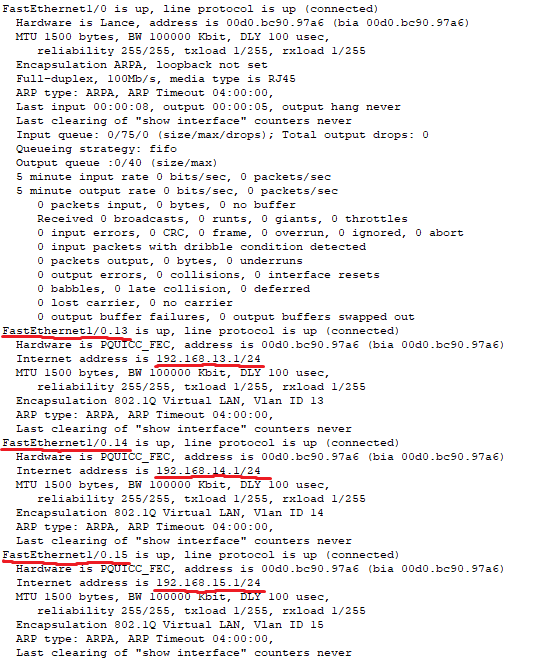 FastEthernet1/0 is up, line protocol is up (connected)
Hardware is Lance, address is 00d0.bc90.97a6 (bia 00d0.bc90.97a6)
MTU 1500 bytes, BW 100000 Kbit, DLY 100 usec,
reliability 255/255, txload 1/255, rxload 1/255
Encapsulation ARPA, loopback not set
Full-duplex, 100Mb/s, media type is RJ45
ARP type: ARPA, ARP Timeout 04:00:00,
Last input 00:00:08, output 00:00:05, output hang never
Last clearing of "show interface" counters never
Input queue: 0/75/0 (size/max/drops); Total output drops: 0
Queueing strategy: fifo
Output queue :0/40 (size/max)
5 minute input rate 0 bits/sec, 0 packets/sec
5 minute output rate 0 bits/sec, 0 packets/sec
0 packets input, 0 bytes, 0 no buffer
Received 0 broadcasts, 0 runts, 0 giants, 0 throttles
0 input errors, 0 CRC, 0 frame, 0 overrun, 0 ignored, 0 abort
0 input packets with dribble condition detected
0 packets output, 0 bytes, 0 underruns
0 output errors, 0 collisions, 0 interface resets
0 babbles, 0 late collision, 0 deferred
0 lost carrier, 0 no carrier
0 output buffer failures, 0 output buffers swapped out
FastEthernet1/0.13 is up, line protocol is up (connected)
Hardware is PQUICC_FEC, address is 00d0.bc90.97a6 (bia 00d0.bc90.97a6)
Internet address is 192.168.13.1/24
MTU 1500 bytes, BW 100000 Kbit, DLY 100 usec,
reliability 255/255, txload 1/255, rxload 1/255
Encapsulation 802.1Q Virtual LAN, Vlan ID 13
ARP type: ARPA, ARP Timeout 04:00:00,
Last clearing of "show interface" counters never
FastEthernet1/0.14 is up, line protocol is up (connected)
Hardware is PQUICC_FEC, address is 00d0.bc90.97a6 (bia 00d0.bc90.97a6)
Internet address is 192.168.14.1/24
MTU 1500 bytes, BW 100000 Kbit, DLY 100 usec,
reliability 255/255, txload 1/255, rxload 1/255
Encapsulation 802.1Q Virtual LAN, Vlan ID 14
ARP type: ARPA, ARP Timeout 04:00:00,
Last clearing of "show interface" counters never
FastEthernet1/0.15 is up, line protocol is up (connected)
Hardware is PQUICC_FEC, address is 00d0.bc90.97a6 (bia 00d0.bc90.97a6)
Internet address is 192.168.15.1/24
MTU 1500 bytes, BW 100000 Kbit, DLY 100 usec,
reliability 255/255, txload 1/255, rxload 1/255
Encapsulation 802.1Q Virtual LAN, Vlan ID 15
ARP type: ARPA, ARP Timeout 04:00:00,
Last clearing of "show interface" counters never